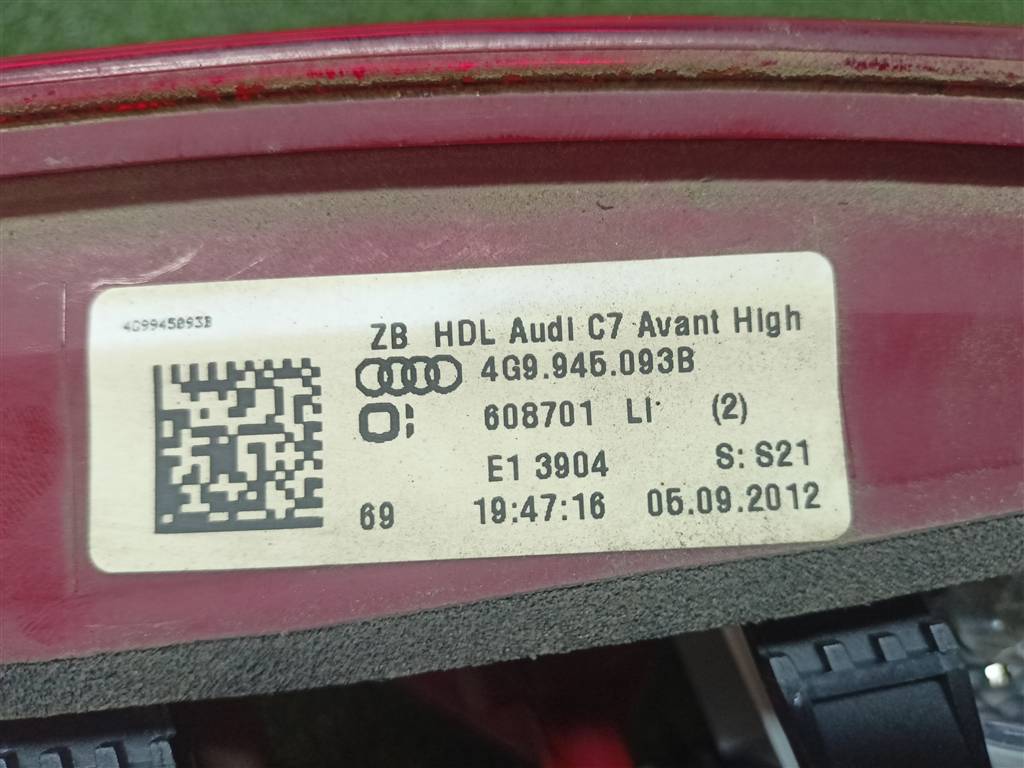 4G9945093B
ZB HDL Audi C7 Avant High
4G9.945.093B
608701 LI (2)
E1 3904 S: S21
69 19:47:16 05.09.2012